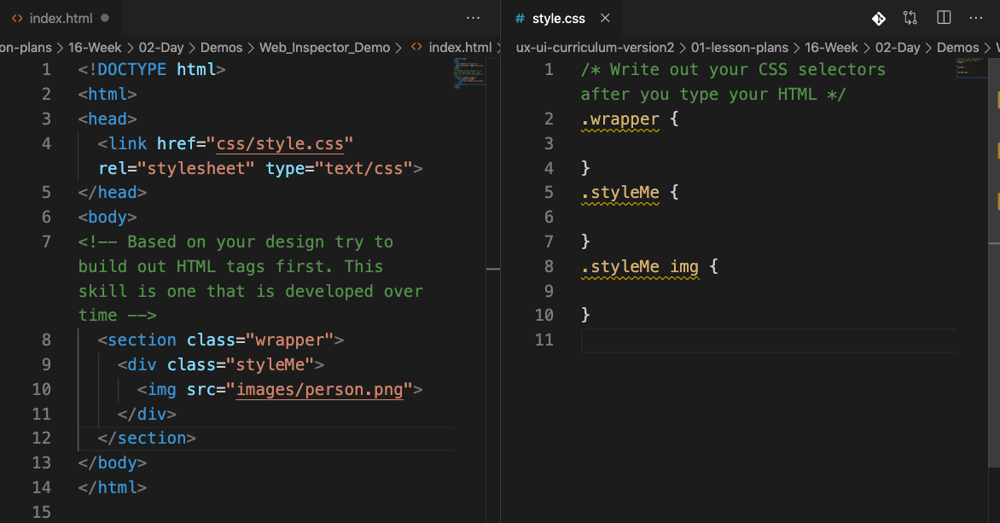 index.html
on-plans > 16-Week > 02-Day > Demos > Web_Inspector_Demo > <> index.html >
1 <!DOCTYPE html>
2 <html>
3 <head>
4 <link href="css/style.css"
rel="stylesheet" type="text/css">
5 </head>
6 <body>
7 <!-- Based on your design try to
build out HTML tags first. This
skill is one that is developed over
time -->
8 <section class="wrapper">
9 <div class="styleMe">
10 <img src="images/person.png">
11 </div>
12 </section>
13 </body>
14 </html>
15
# style.css
ux-ui-curriculum-version2 > 01-lesson-plans > 16-Week > 02-Day > Demos >
1 /* Write out your CSS selectors
after you type your HTML */
2 .wrapper {
3
4 }
5 .styleMe {
6
7 }
8 .styleMe img {
9
10 }
11